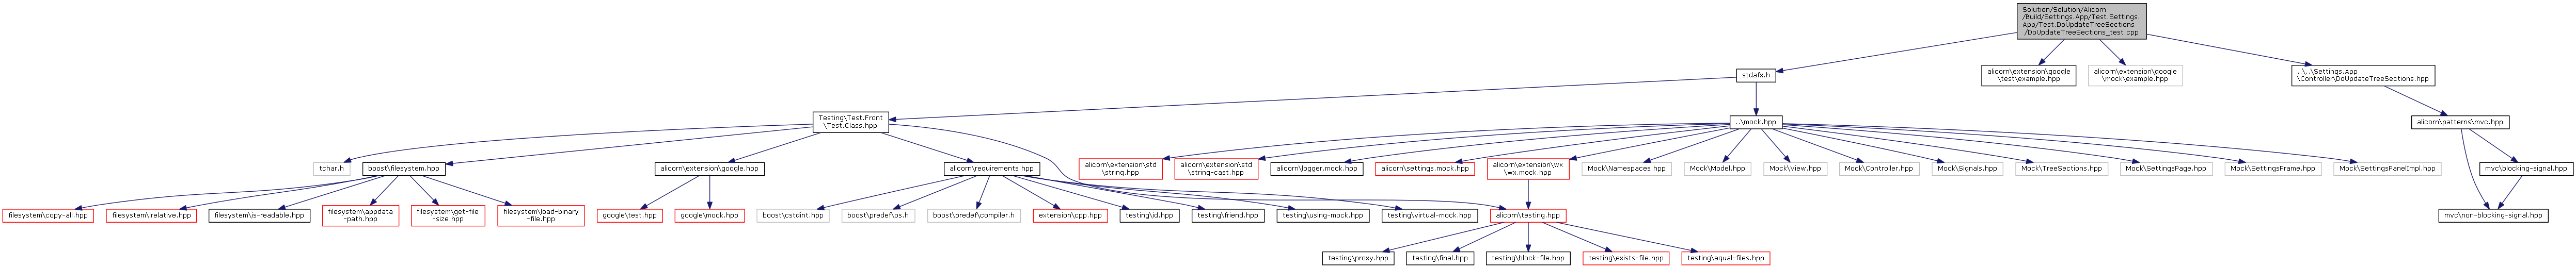 Solution/Solution/Alicorn
/Build/Settings.App/Test.Settings.
App/Test.DoUpdateTreeSections
/DoUpdateTreeSections_test.cpp
stdafx.h
alicorn\extension\google
\test\example.hpp
alicorn\extension\google
\mock\example.hpp
..\..\Settings.App
\Controller\DoUpdateTreeSections.hpp
Testing\Test.Front
\Test.Class.hpp
..\mock.hpp
alicorn\patterns\mvc.hpp
tchar.h
boost\filesystem.hpp
alicorn\extension\google.hpp
alicorn\requirements.hpp
alicorn\extension\std
\string.hpp
alicorn\extension\std
\string-cast.hpp
alicorn\logger.mock.hpp
alicorn\settings.mock.hpp
alicorn\extension\wx
\wx.mock.hpp
Mock\Namespaces.hpp
Mock\Model.hpp
Mock\View.hpp
Mock\Controller.hpp
Mock\Signals.hpp
Mock\TreeSections.hpp
Mock\SettingsPage.hpp
Mock\SettingsFrame.hpp
Mock\SettingsPanelImpl.hpp
mvc\blocking-signal.hpp
filesystem\copy-all.hpp
filesystem\relative.hpp
filesystem\is-readable.hpp
filesystem\appdata
-path.hpp
filesystem\get-file
-size.hpp
filesystem\load-binary
-file.hpp
google\test.hpp
google\mock.hpp
boost\cstdint.hpp
boost\predef\os.h
boost\predef\compiler.h
extension\cpp.hpp
testing\id.hpp
testing\friend.hpp
testing\using-mock.hpp
testing\virtual-mock.hpp
alicorn\testing.hpp
mvc\non-blocking-signal.hpp
testing\proxy.hpp
testing\final.hpp
testing\block-file.hpp
testing\exists-file.hpp
testing\equal-files.hpp